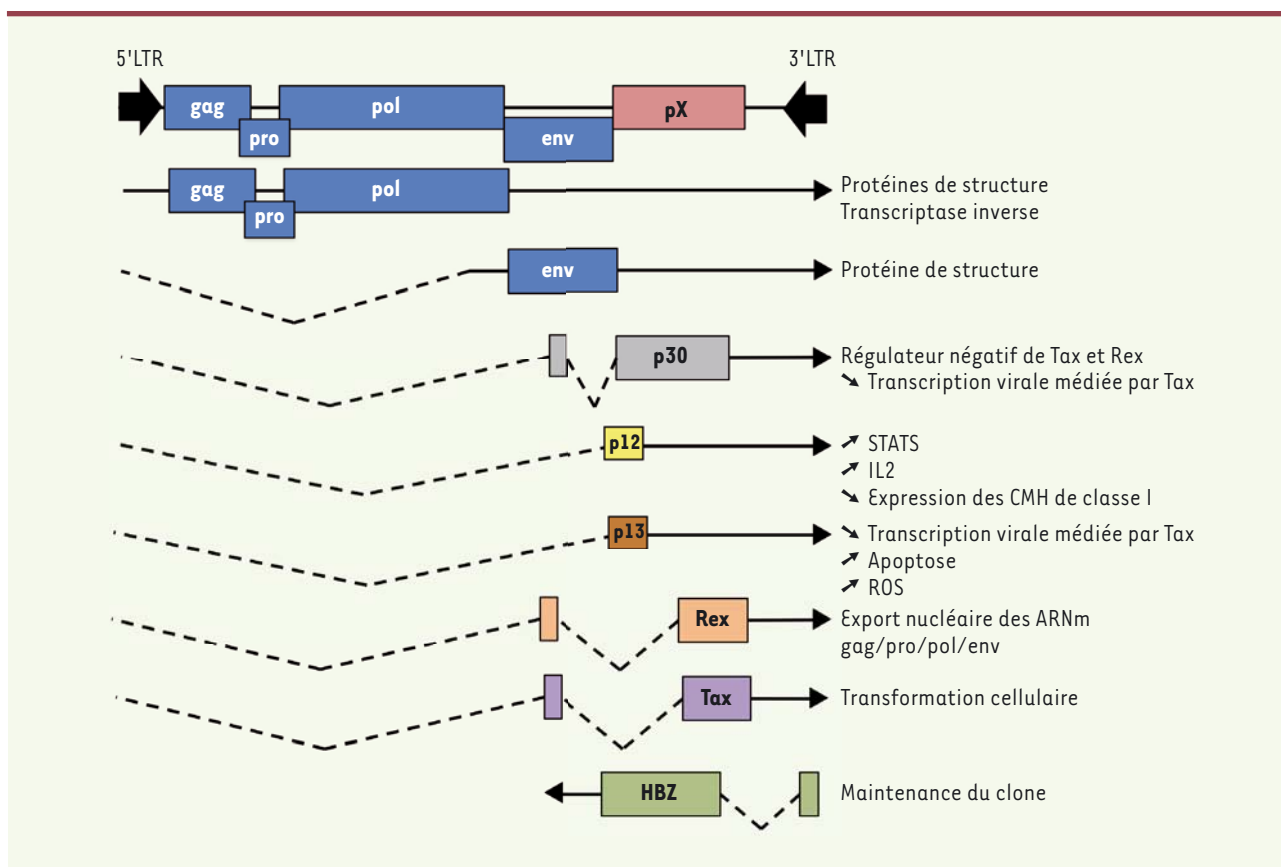 5'LTR 3'LTR
gag pol pX
pro env
gag pol Protéines de structure
pro Transcriptase inverse
env Protéine de structure
p30 Régulateur négatif de Tax et Rex
↘ Transcription virale médiée par Tax
p12 ↗ STATS
↗ IL2
↘ Expression des CMH de classe I
p13 ↘ Transcription virale médiée par Tax
↗ Apoptose
↗ ROS
Rex Export nucléaire des ARNm
gag/pro/pol/env
Tax Transformation cellulaire
HBZ Maintenance du clone